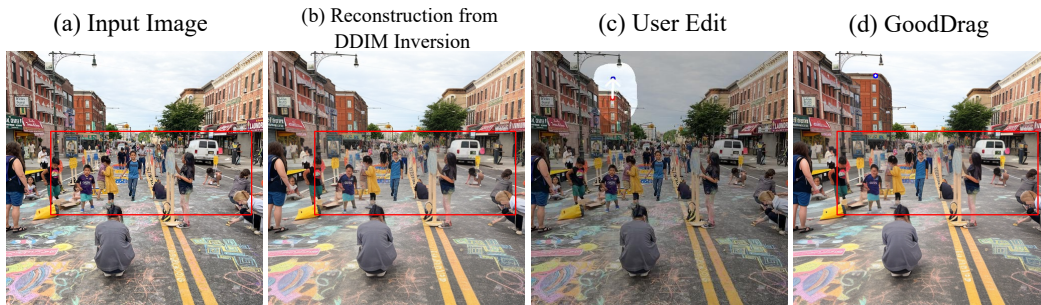 (a) Input Image
(b) Reconstruction from
DDIM Inversion
(c) User Edit
(d) GoodDrag